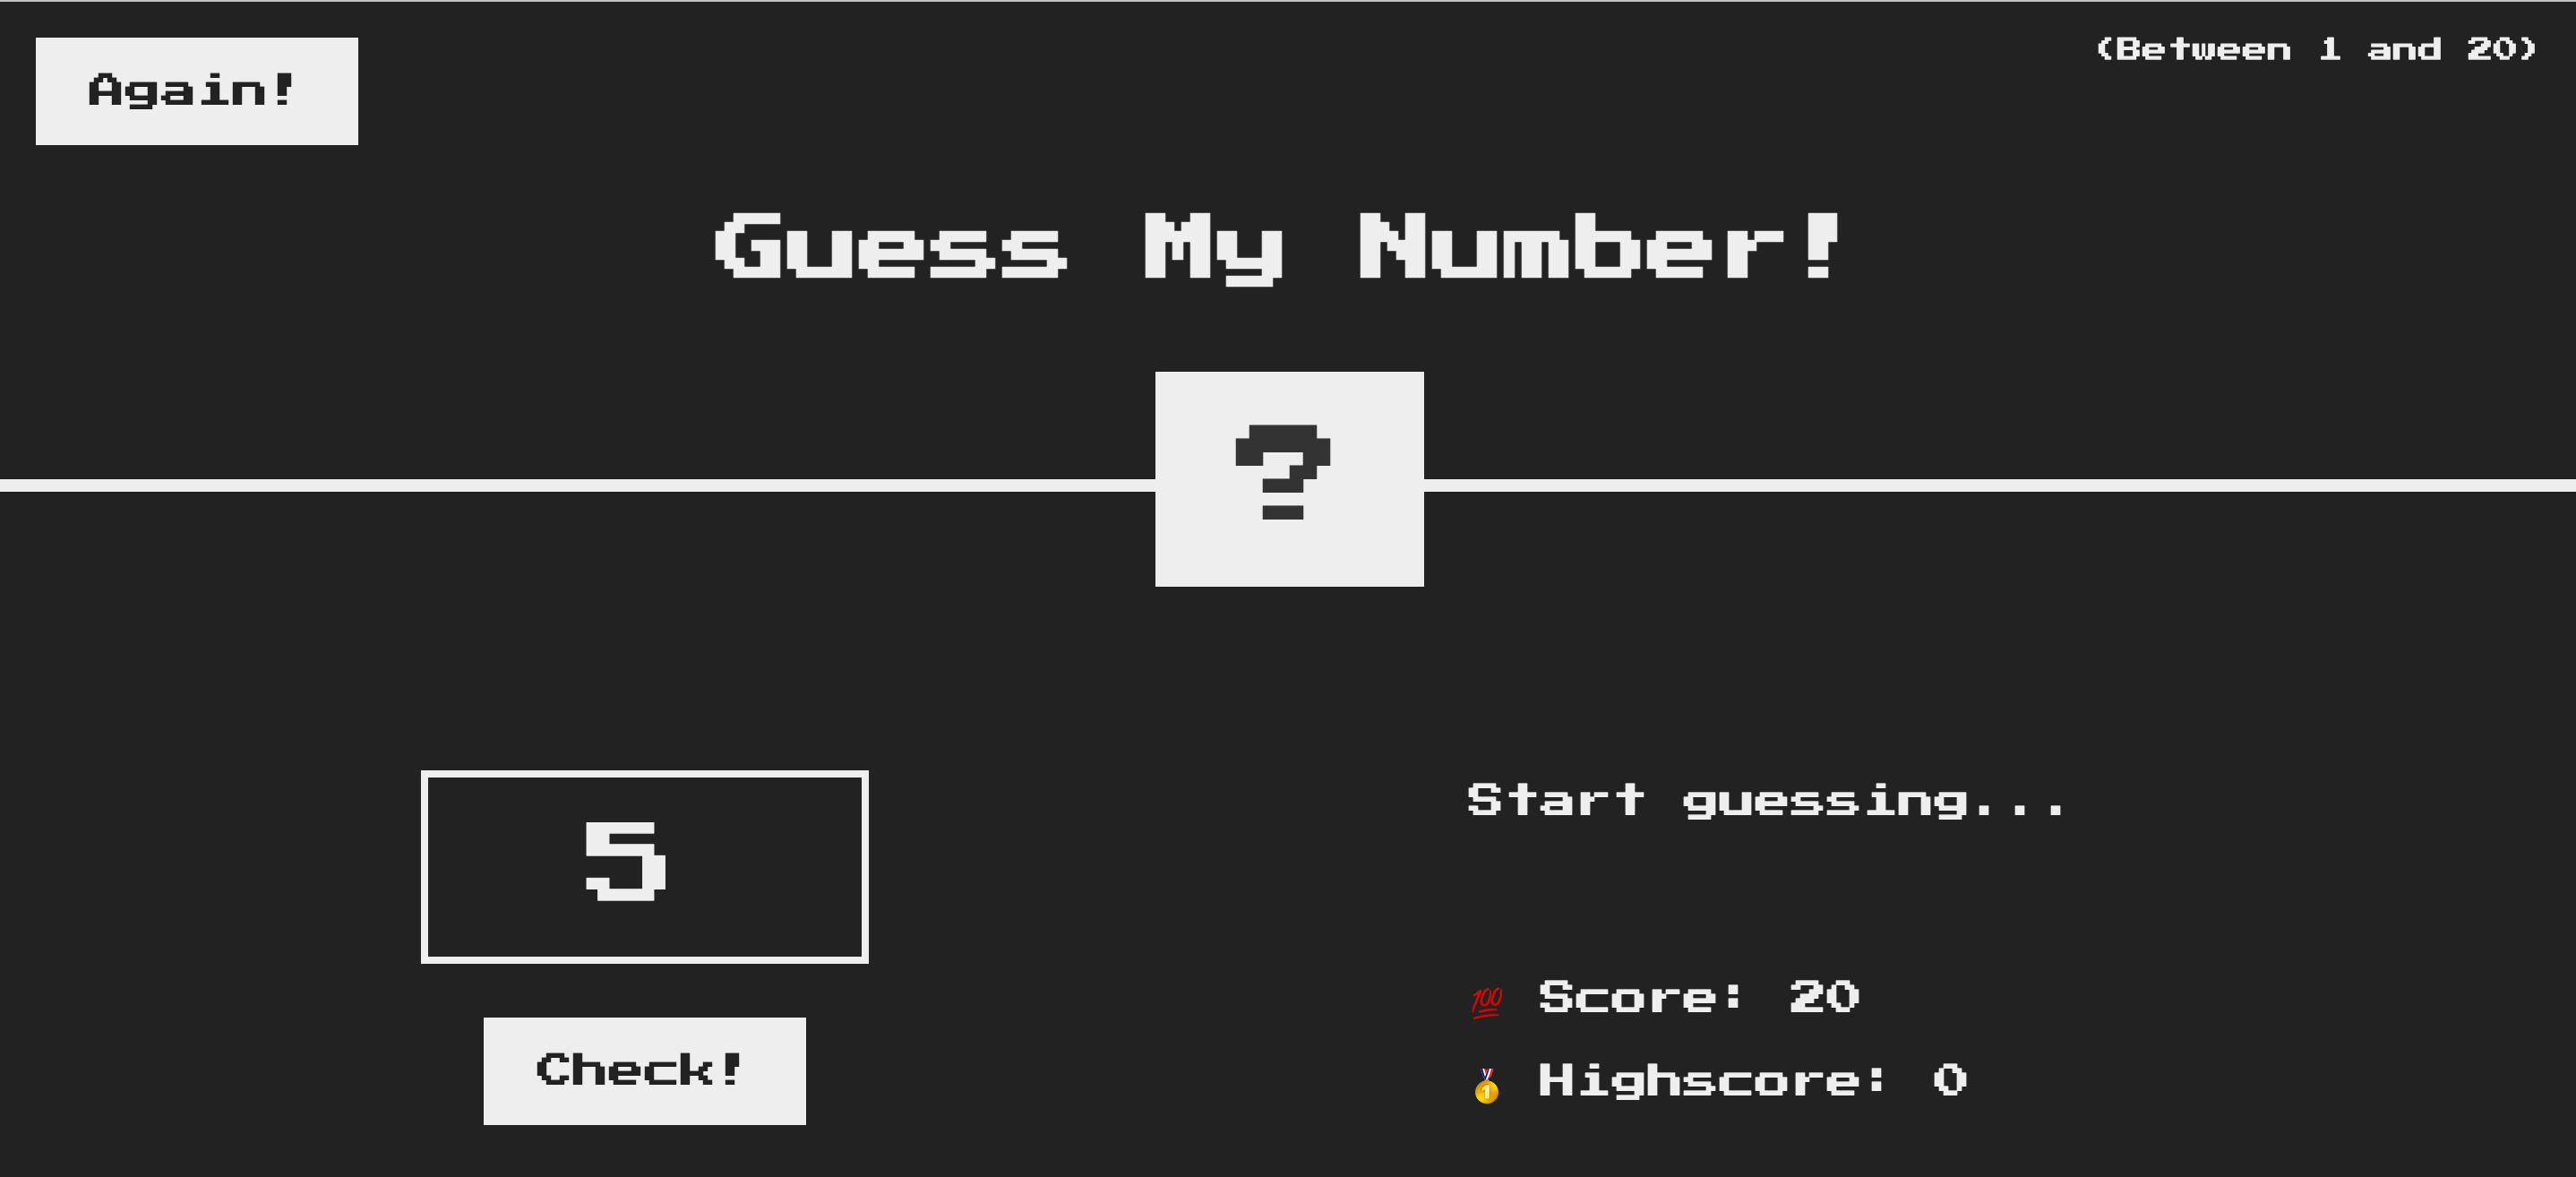 Again!
(Between 1 and 20)
Guess My Number!
?
5
Check!
Start guessing...
💯 Score: 20
🥇 Highscore: 0